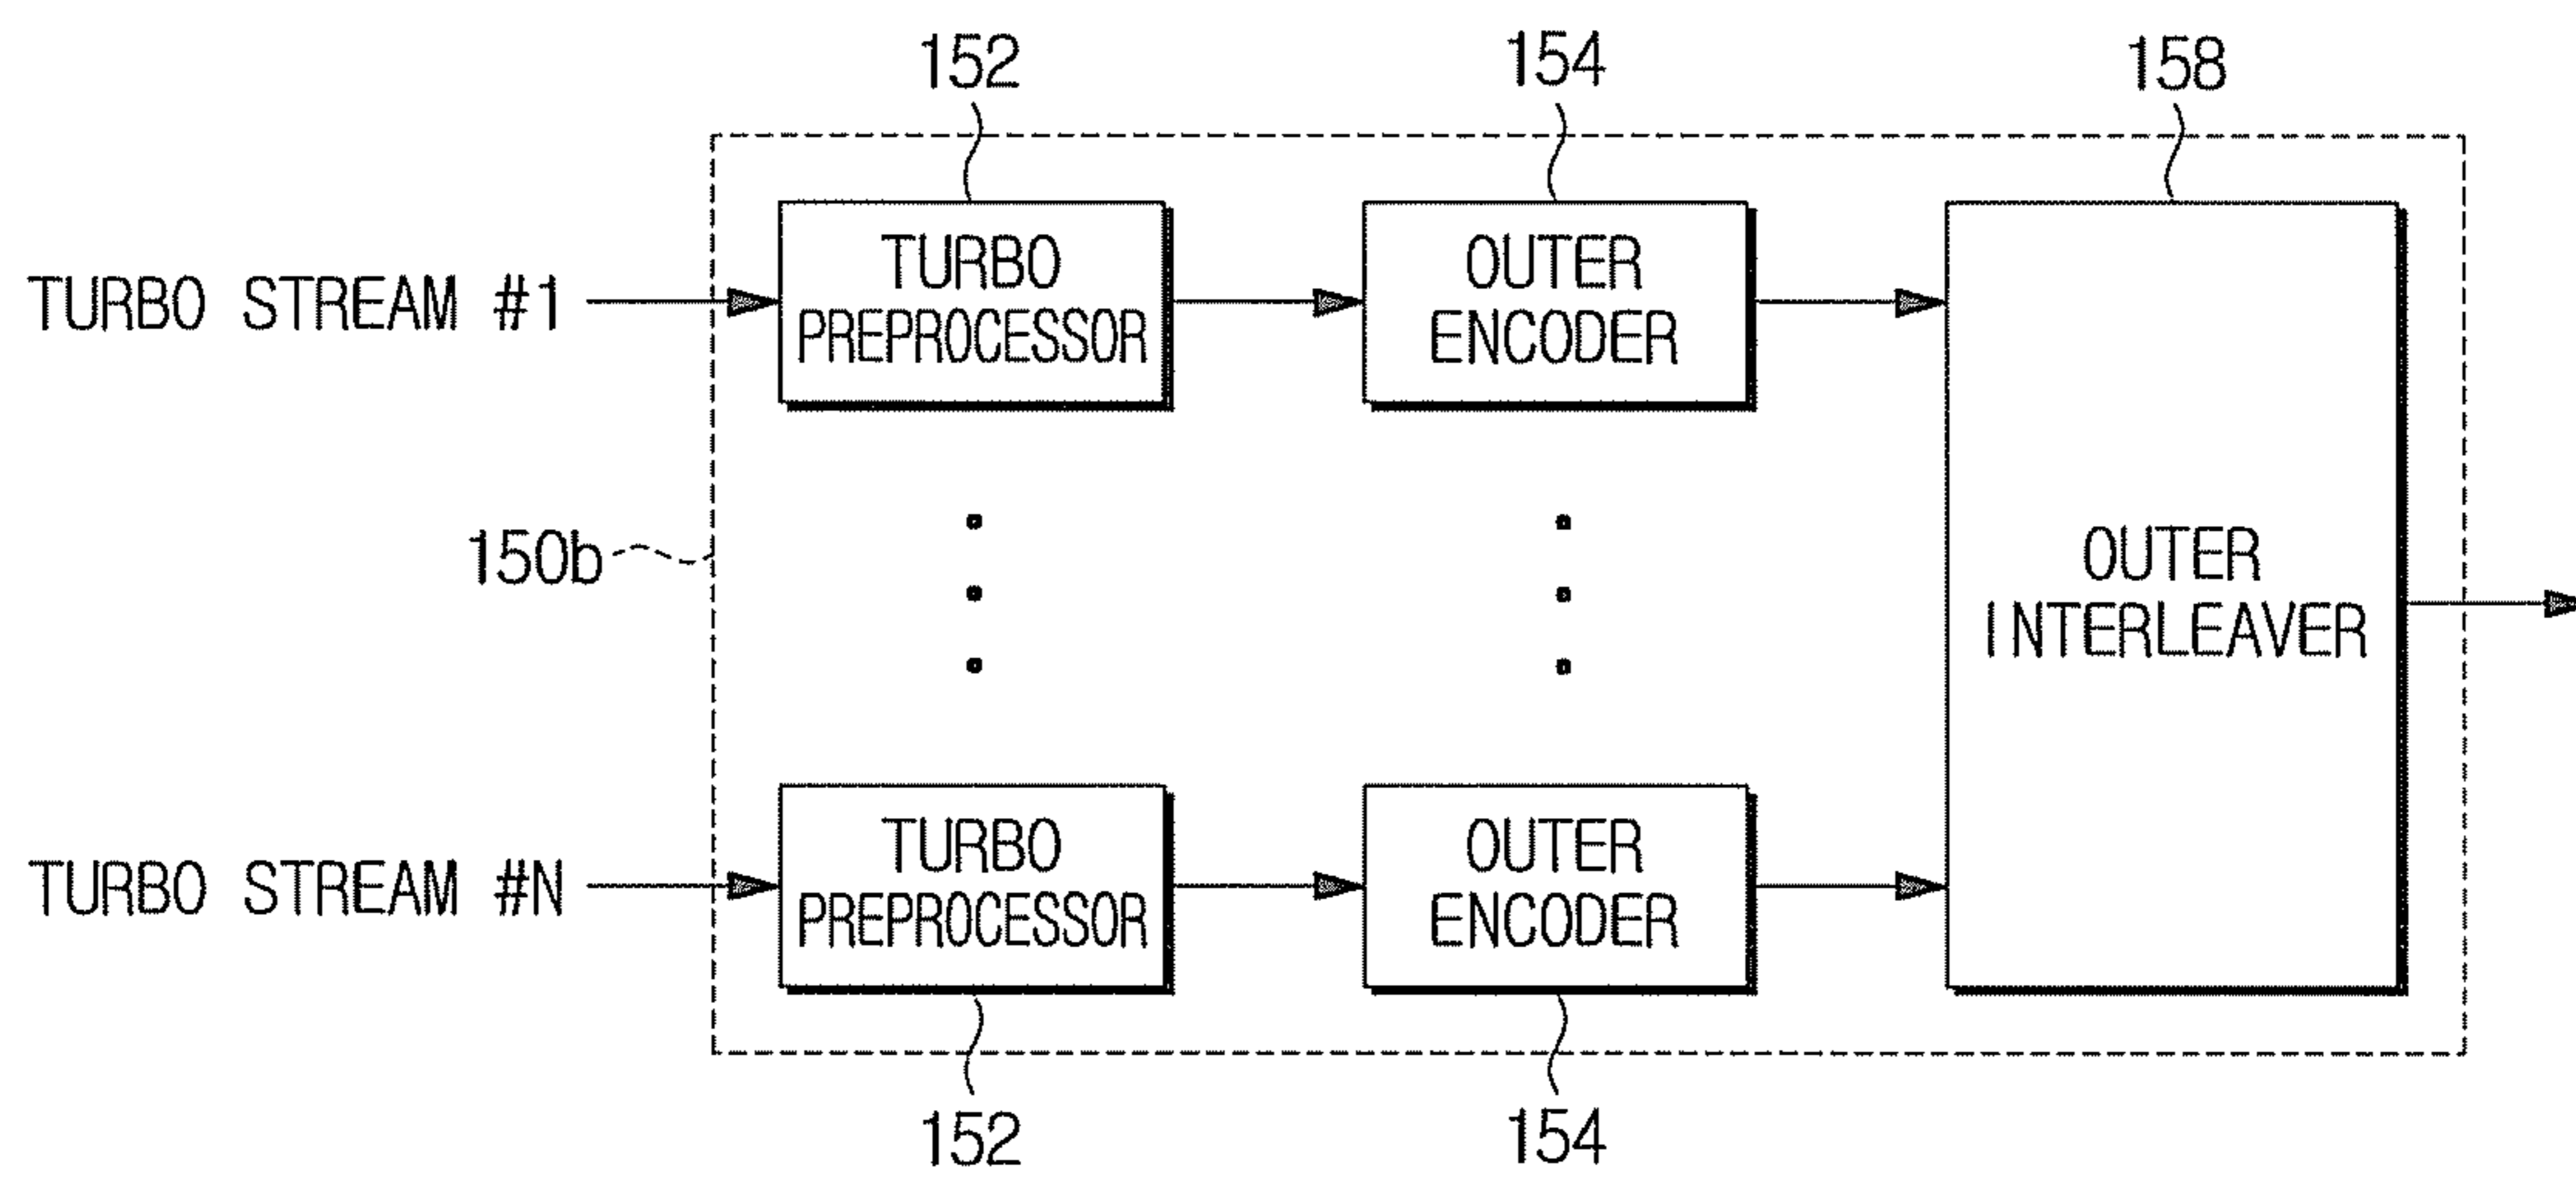 152
154
158
TURBO PREPROCESSOR
OUTER ENCODER
TURBO STREAM #1
150b
OUTER INTERLEAVER
TURBO STREAM #N
TURBO PREPROCESSOR
OUTER ENCODER
152
154